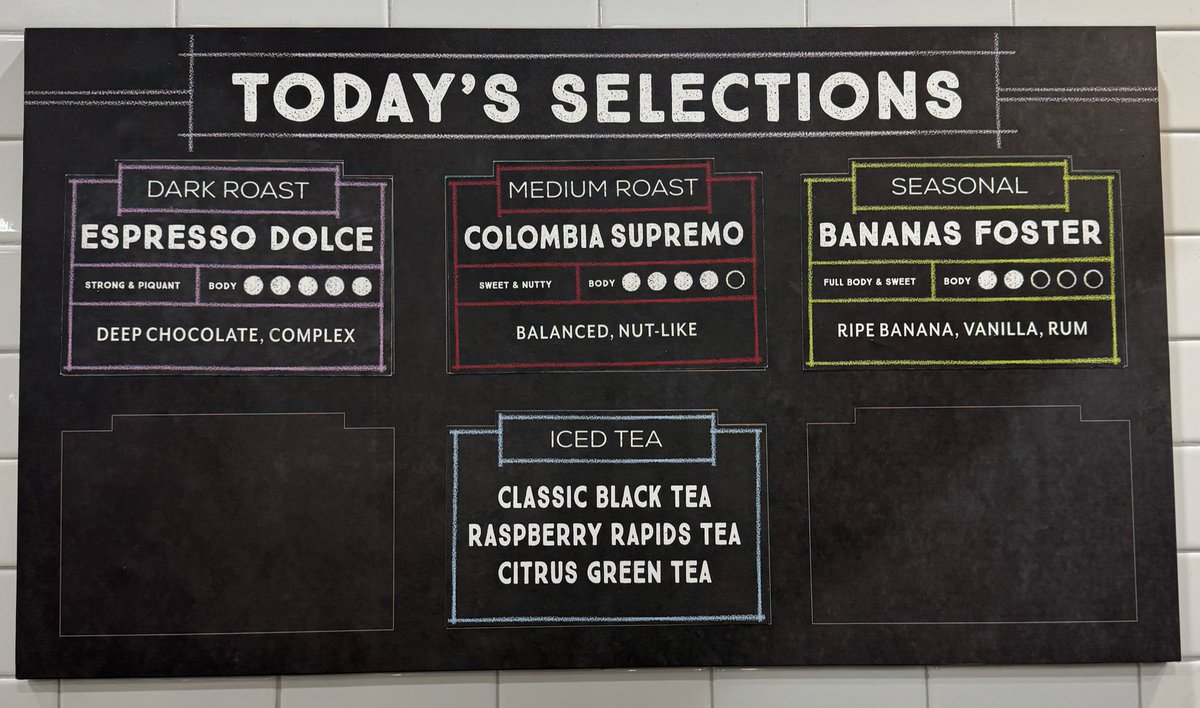 TODAY'S SELECTIONS
DARK ROAST
ESPRESSO DOLCE
STRONG & PIQUANT BODY
DEEP CHOCOLATE, COMPLEX
MEDIUM ROAST
COLOMBIA SUPREMO
SWEET & NUTTY BODY
BALANCED, NUT-LIKE
SEASONAL
BANANAS FOSTER
FULL BODY & SWEET BODY
RIPE BANANA, VANILLA, RUM
ICED TEA
CLASSIC BLACK TEA
RASPBERRY RAPIDS TEA
CITRUS GREEN TEA